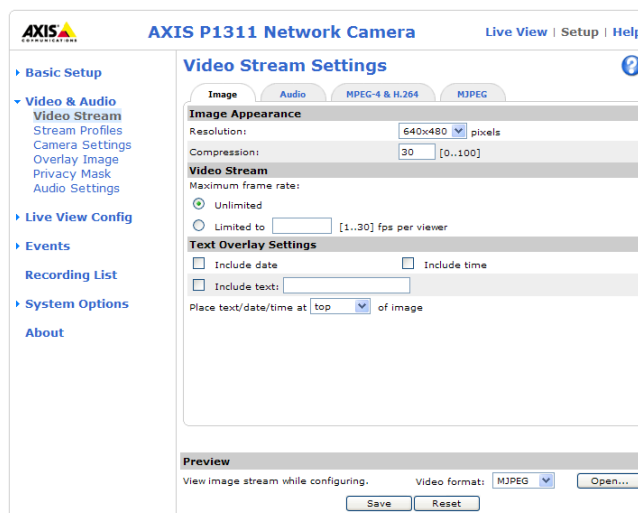 AXIS
COMMUNICATIONS
AXIS P1311 Network Camera
Live View | Setup | Help
Basic Setup
Video & Audio
Video Stream
Stream Profiles
Camera Settings
Overlay Image
Privacy Mask
Audio Settings
Live View Config
Events
Recording List
System Options
About
Video Stream Settings
?
Image Audio MPEG-4 & H.264 MJPEG
Image Appearance
Resolution: 640x480 pixels
Compression: 30 [0..100]
Video Stream
Maximum frame rate:
Unlimited
Limited to [1..30] fps per viewer
Text Overlay Settings
Include date Include time
Include text:
Place text/date/time at top of image
Preview
View image stream while configuring. Video format: MJPEG Open...
Save Reset